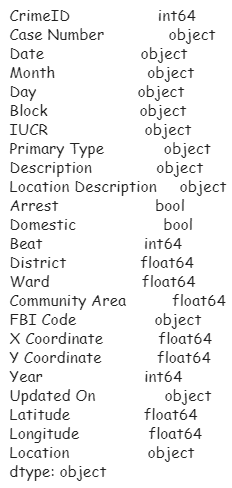 CrimeID int64
Case Number object
Date object
Month object
Day object
Block object
IUCR object
Primary Type object
Description object
Location Description object
Arrest bool
Domestic bool
Beat int64
District float64
Ward float64
Community Area float64
FBI Code object
X Coordinate float64
Y Coordinate float64
Year int64
Updated On object
Latitude float64
Longitude float64
Location object
dtype: object